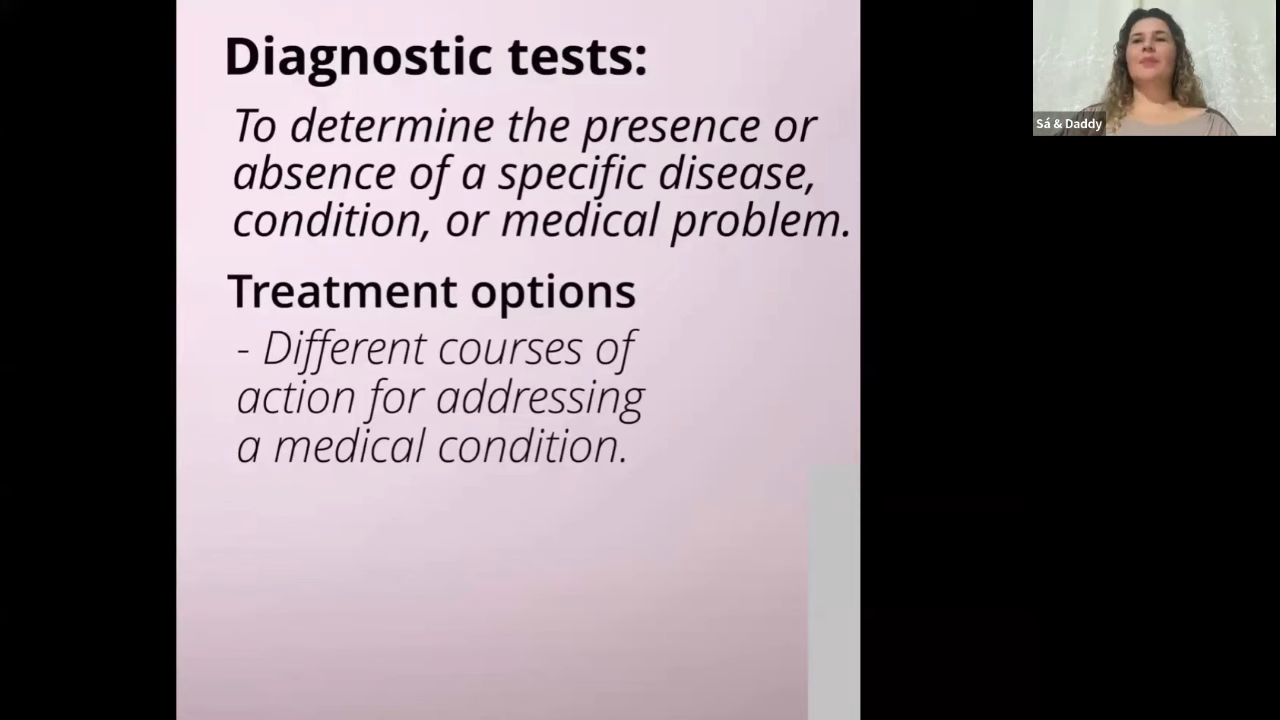 Diagnostic tests:
To determine the presence or
absence of a specific disease,
condition, or medical problem.
Treatment options
- Different courses of
action for addressing
a medical condition.
Sá & Daddy